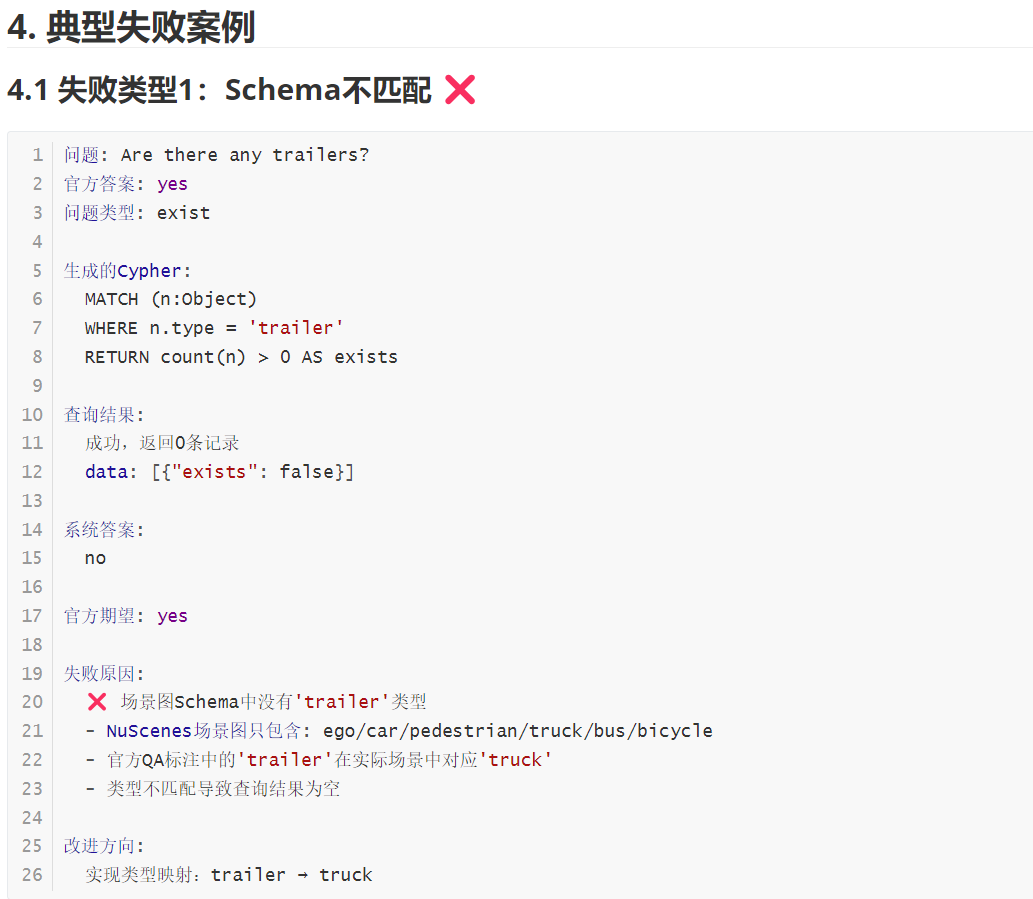 4. 典型失败案例
4.1 失败类型1：Schema不匹配 ❌
1 问题: Are there any trailers?
2 官方答案: yes
3 问题类型: exist
4
5 生成的Cypher:
6 MATCH (n:Object)
7 WHERE n.type = 'trailer'
8 RETURN count(n) > 0 AS exists
9
10 查询结果:
11 成功，返回0条记录
12 data: [{"exists": false}]
13
14 系统答案:
15 no
16
17 官方期望: yes
18
19 失败原因:
20 ❌ 场景图Schema中没有'trailer'类型
21 - NuScenes场景图只包含: ego/car/pedestrian/truck/bus/bicycle
22 - 官方QA标注中的'trailer'在实际场景中对应'truck'
23 - 类型不匹配导致查询结果为空
24
25 改进方向:
26 实现类型映射：trailer → truck